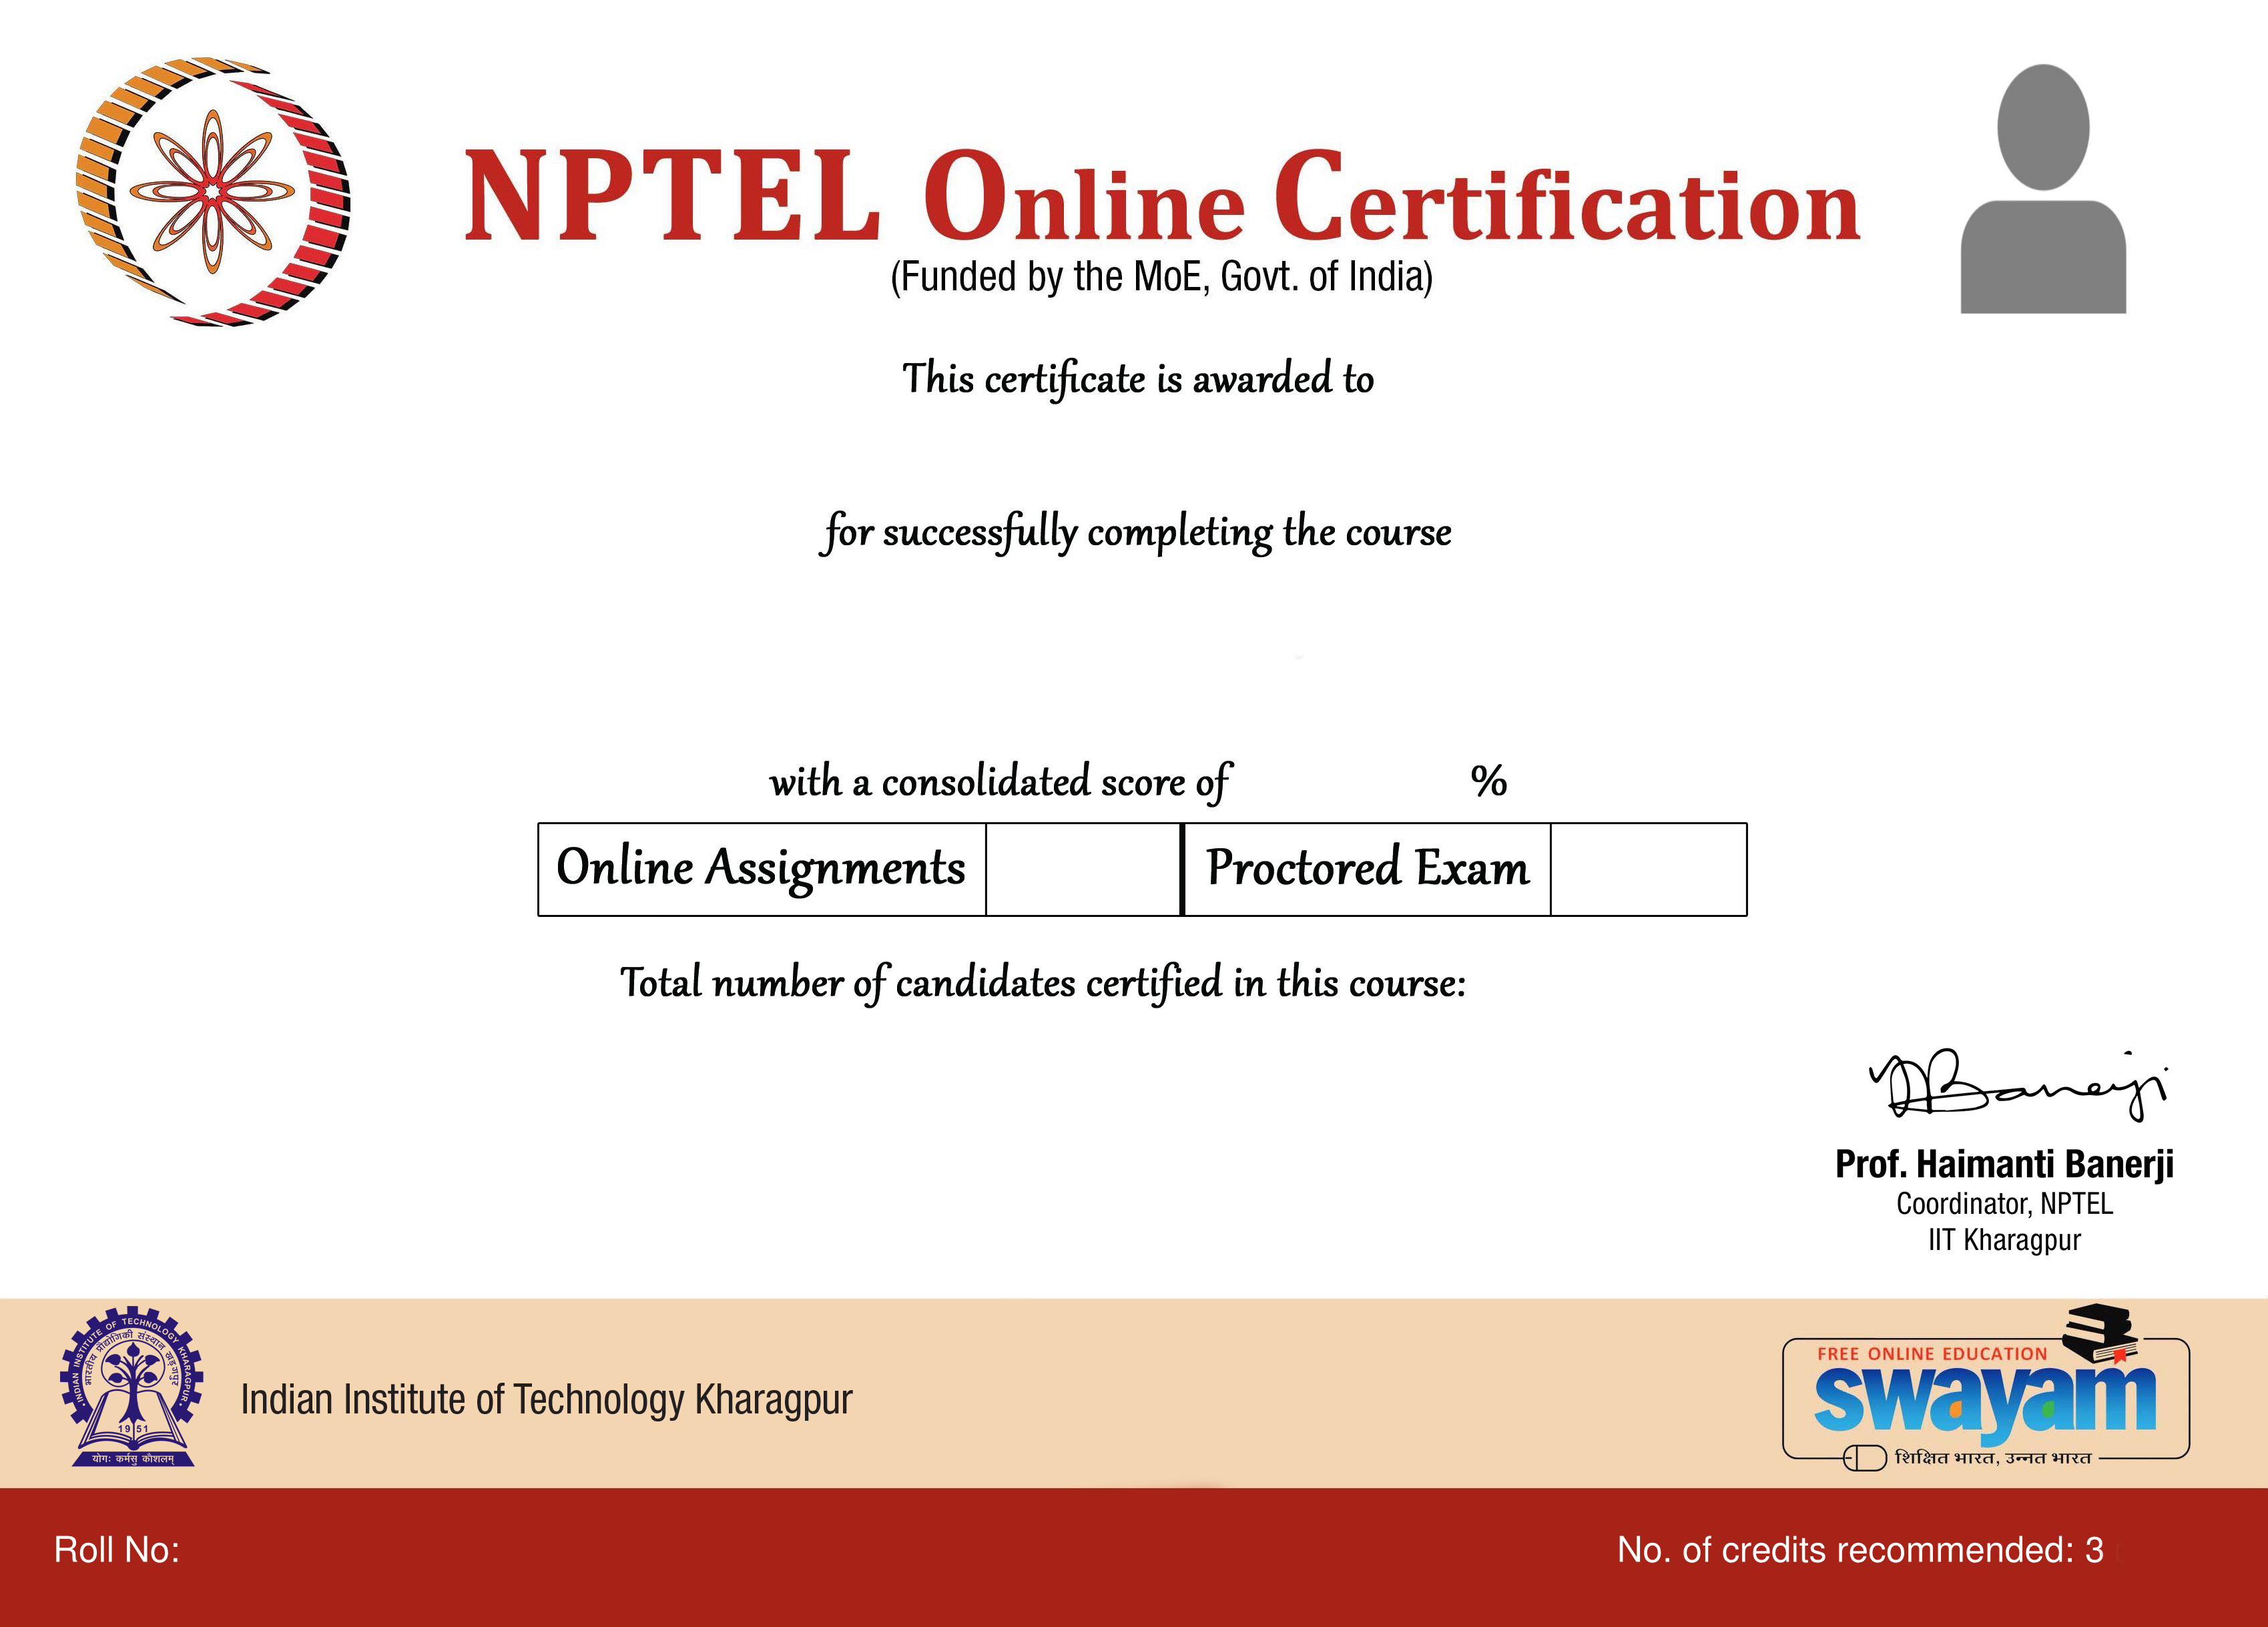 NPTEL Online Certification
(Funded by the MoE, Govt. of India)
This certificate is awarded to
for successfully completing the course
with a consolidated score of %
Online Assignments Proctored Exam
Total number of candidates certified in this course:
Banerji
Prof. Haimanti Banerji
Coordinator, NPTEL
IIT Kharagpur
INDIAN INSTITUTE OF TECHNOLOGY KHARAGPUR
भारतीय प्रौद्योगिकी संस्थान खड़गपुर
1951
योगः कर्मसु कौशलम्
Indian Institute of Technology Kharagpur
FREE ONLINE EDUCATION
swayam
शिक्षित भारत, उन्नत भारत
Roll No:
No. of credits recommended: 3